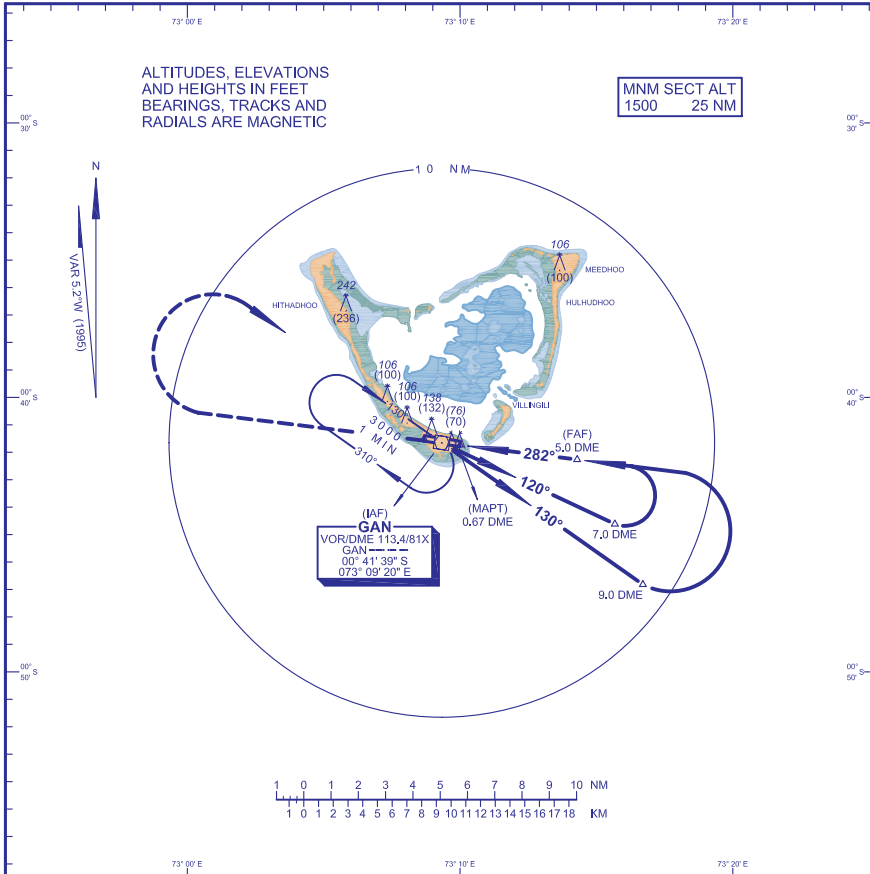 73° 00' E
73° 10' E
73° 20' E
ALTITUDES, ELEVATIONS
AND HEIGHTS IN FEET
BEARINGS, TRACKS AND
RADIALS ARE MAGNETIC
MNM SECT ALT
1500 25 NM
00° S
30'
00° S
30'
N
VAR 5.2°W (1995)
10 NM
106
(100)
MEEDHOO
HULHUDHOO
242
(236)
HITHADHOO
106
(100)
106
(100)
138
(132)
(76)
(70)
VILLINGILI
00° S
40'
00° S
40'
130°
3000
1 MIN
310°
(FAF)
5.0 DME
282°
120°
130°
7.0 DME
9.0 DME
(MAPT)
0.67 DME
(IAF)
GAN
VOR/DME 113.4/81X
GAN
00° 41' 39" S
073° 09' 20" E
00° S
50'
00° S
50'
1 0 1 2 3 4 5 6 7 8 9 10 NM
1 0 1 2 3 4 5 6 7 8 9 10 11 12 13 14 15 16 17 18 KM
73° 00' E
73° 10' E
73° 20' E